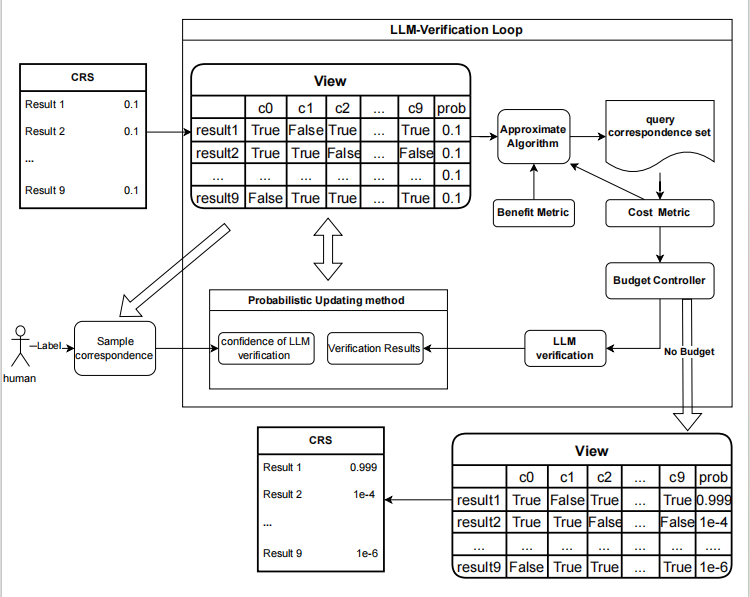 LLM-Verification Loop
CRS
Result 1 0.1
Result 2 0.1
...
Result 9 0.1
View
c0 c1 c2 ... c9 prob
result1 True False True ... True 0.1
result2 True True False ... False 0.1
... ... ... ... ... 0.1
result9 False True True ... True 0.1
Approximate
Algorithm
query
correspondence set
Benefit Metric
Cost Metric
Budget Controller
Probabilistic Updating method
confidence of LLM
verification
Verification Results
LLM
verification
No Budget
Label
human
Sample
correspondence
CRS
Result 1 0.999
Result 2 1e-4
...
Result 9 1e-6
View
c0 c1 c2 ... c9 prob
result1 True False True ... True 0.999
result2 True True False ... False 1e-4
... ... ... ... ... ... ....
result9 False True True ... True 1e-6